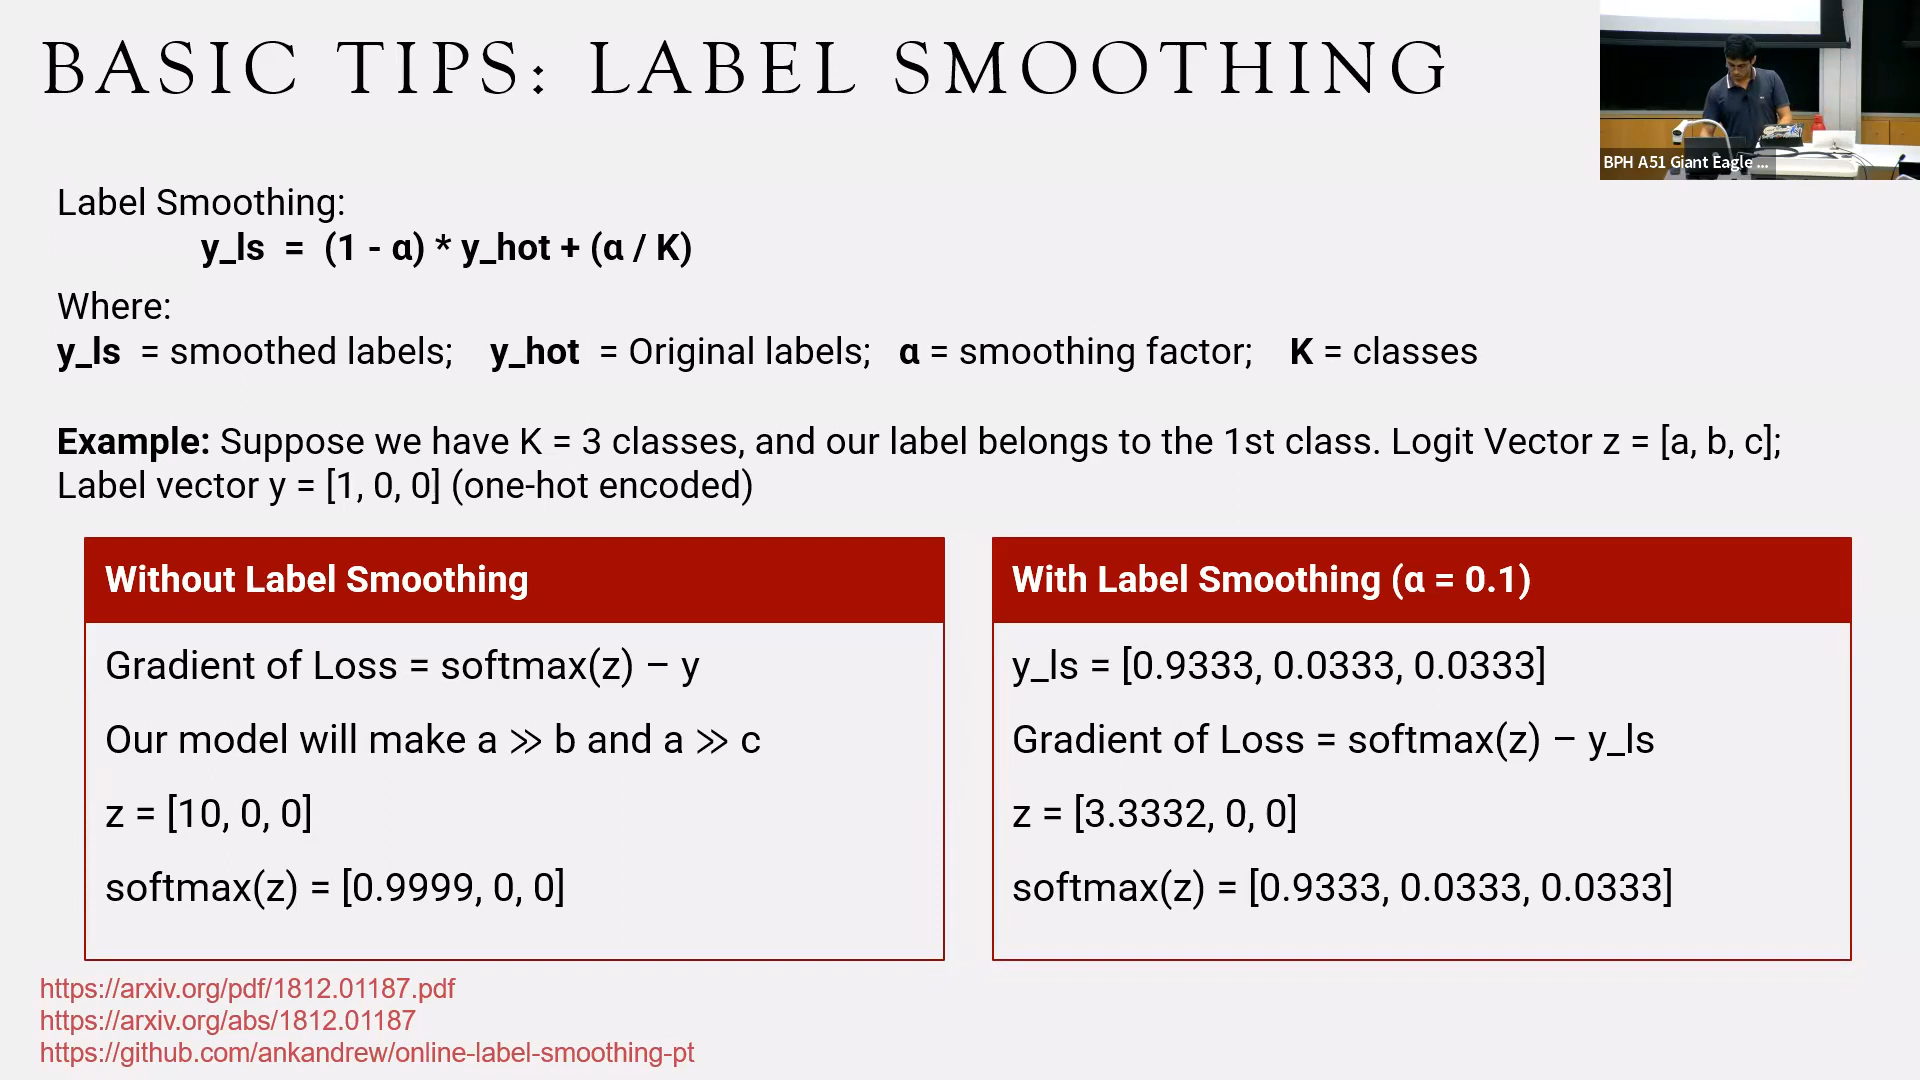 BASIC TIPS: LABEL SMOOTHING
BPH A51 Giant Eagle ...
Label Smoothing:
y_ls = (1 - α) * y_hot + (α / K)
Where:
y_ls = smoothed labels; y_hot = Original labels; α = smoothing factor; K = classes
Example: Suppose we have K = 3 classes, and our label belongs to the 1st class. Logit Vector z = [a, b, c];
Label vector y = [1, 0, 0] (one-hot encoded)
Without Label Smoothing
Gradient of Loss = softmax(z) – y
Our model will make a ≫ b and a ≫ c
z = [10, 0, 0]
softmax(z) = [0.9999, 0, 0]
With Label Smoothing (α = 0.1)
y_ls = [0.9333, 0.0333, 0.0333]
Gradient of Loss = softmax(z) – y_ls
z = [3.3332, 0, 0]
softmax(z) = [0.9333, 0.0333, 0.0333]
https://arxiv.org/pdf/1812.01187.pdf
https://arxiv.org/abs/1812.01187
https://github.com/ankandrew/online-label-smoothing-pt